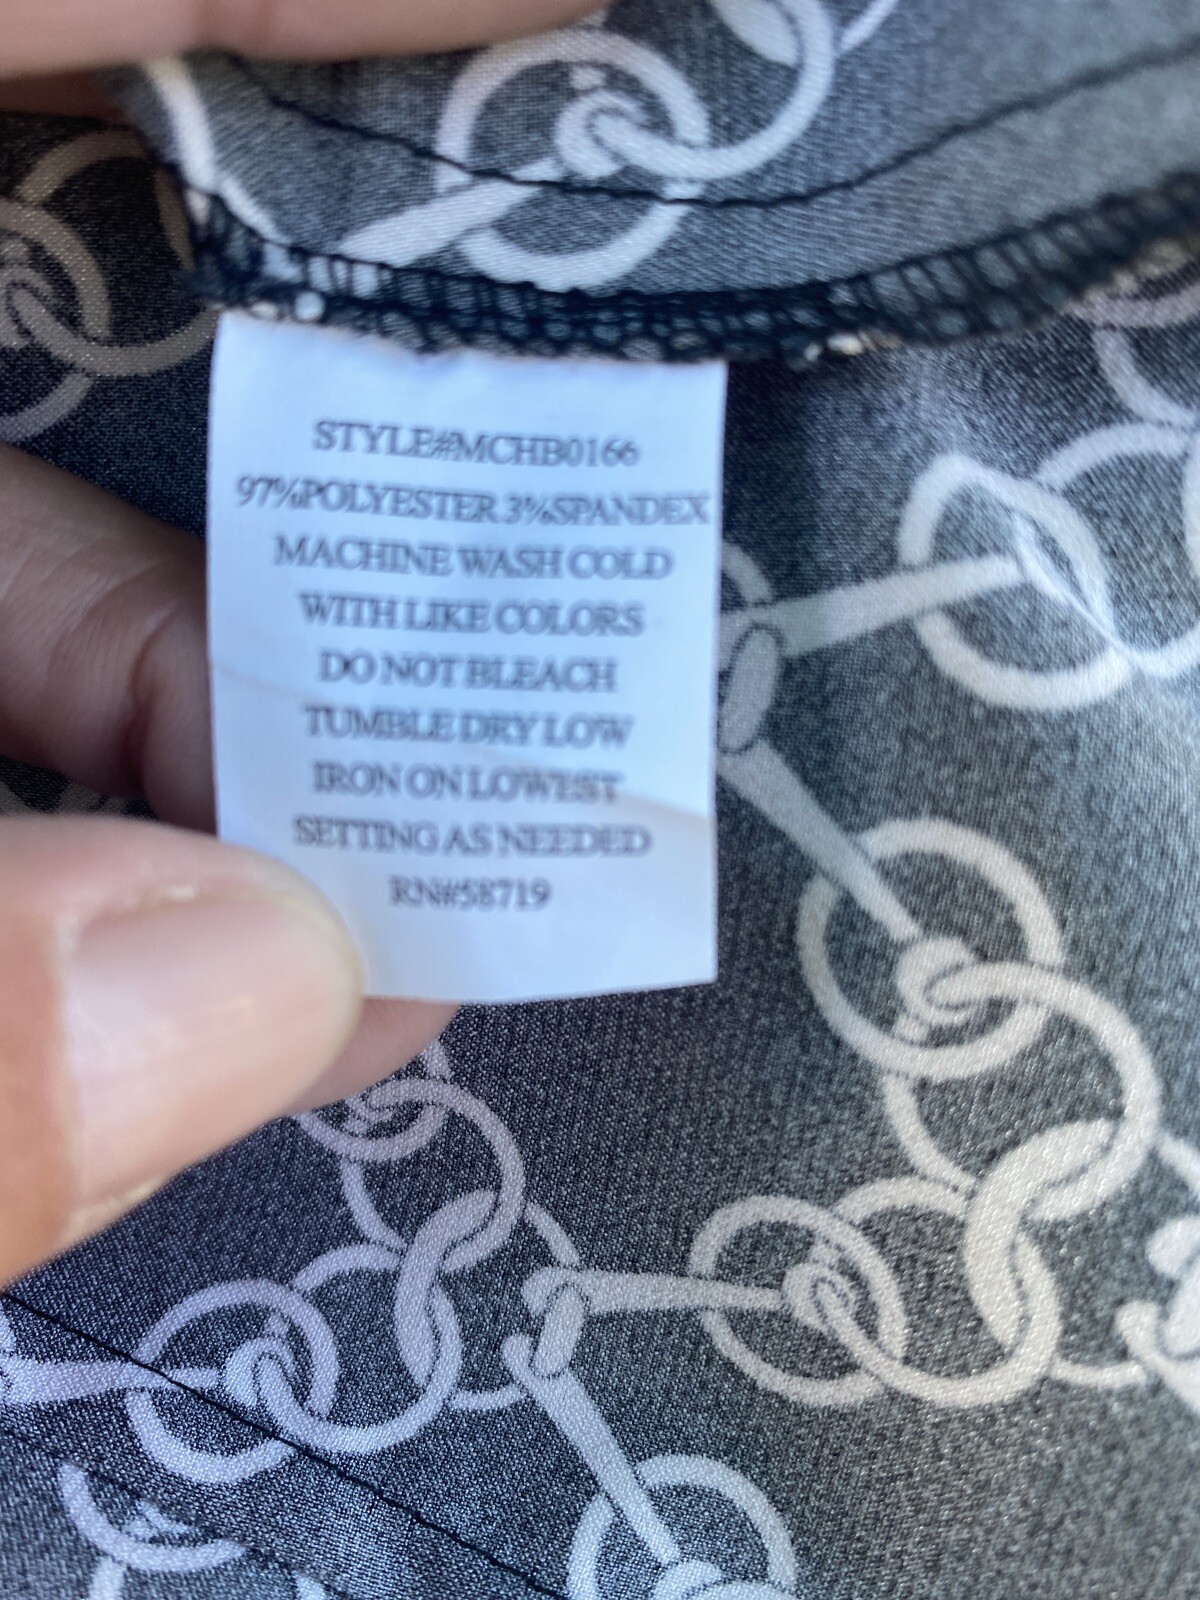 STYLE#MCHB0166
97%POLYESTER 3%SPANDEX
MACHINE WASH COLD
WITH LIKE COLORS
DO NOT BLEACH
TUMBLE DRY LOW
IRON ON LOWEST
SETTING AS NEEDED
RN#58719